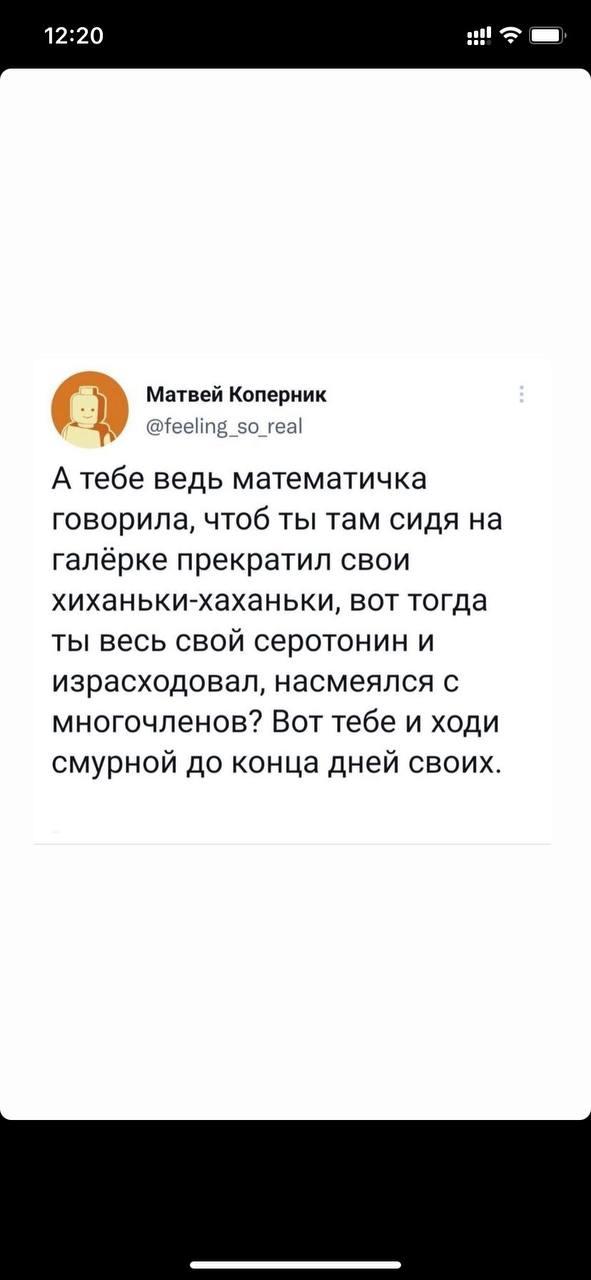 12:20
Матвей Коперник
@feeling_so_real
А тебе ведь математичка
говорила, чтоб ты там сидя на
галёрке прекратил свои
хиханьки-хаханьки, вот тогда
ты весь свой серотонин и
израсходовал, насмеялся с
многочленов? Вот тебе и ходи
смурной до конца дней своих.